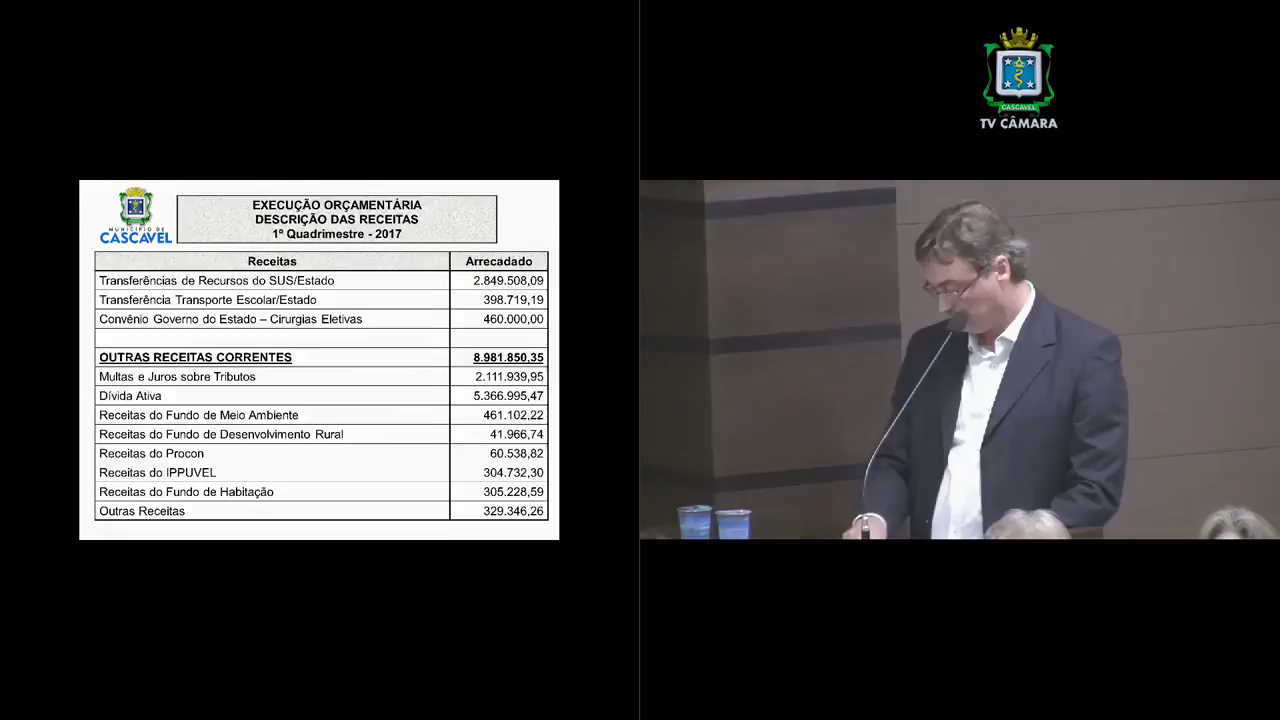 EXECUÇÃO ORÇAMENTÁRIA
DESCRIÇÃO DAS RECEITAS
1º Quadrimestre - 2017
MUNICÍPIO DE
CASCAVEL
Receitas Arrecadado
Transferências de Recursos do SUS/Estado 2.849.508,09
Transferência Transporte Escolar/Estado 398.719,19
Convênio Governo do Estado – Cirurgias Eletivas 460.000,00
OUTRAS RECEITAS CORRENTES 8.981.850,35
Multas e Juros sobre Tributos 2.111.939,95
Dívida Ativa 5.366.995,47
Receitas do Fundo de Meio Ambiente 461.102,22
Receitas do Fundo de Desenvolvimento Rural 41.966,74
Receitas do Procon 60.538,82
Receitas do IPPUVEL 304.732,30
Receitas do Fundo de Habitação 305.228,59
Outras Receitas 329.346,26
CASCAVEL
TV CÂMARA